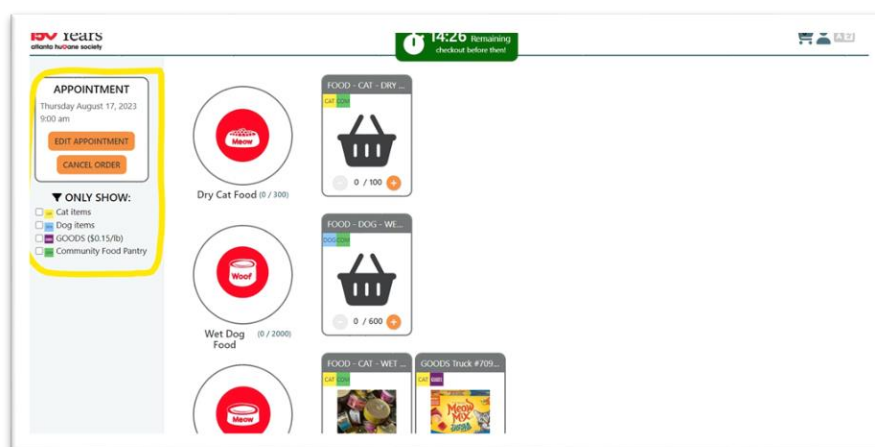 150 Years
atlanta humane society
14:26 Remaining
checkout before then!
APPOINTMENT
Thursday August 17, 2023
9:00 am
EDIT APPOINTMENT
CANCEL ORDER
ONLY SHOW:
Cat items
Dog items
GOODS ($0.15/lb)
Community Food Pantry
Meow
Dry Cat Food (0 / 300)
FOOD - CAT - DRY ...
CAT COM
0 / 100 +
Woof
Wet Dog (0 / 2000)
Food
FOOD - DOG - WE...
DOG COM
0 / 600 +
Meow
FOOD - CAT - WET ...
CAT COM
GOODS Truck #709...
CAT GOODS
Meow
Mix